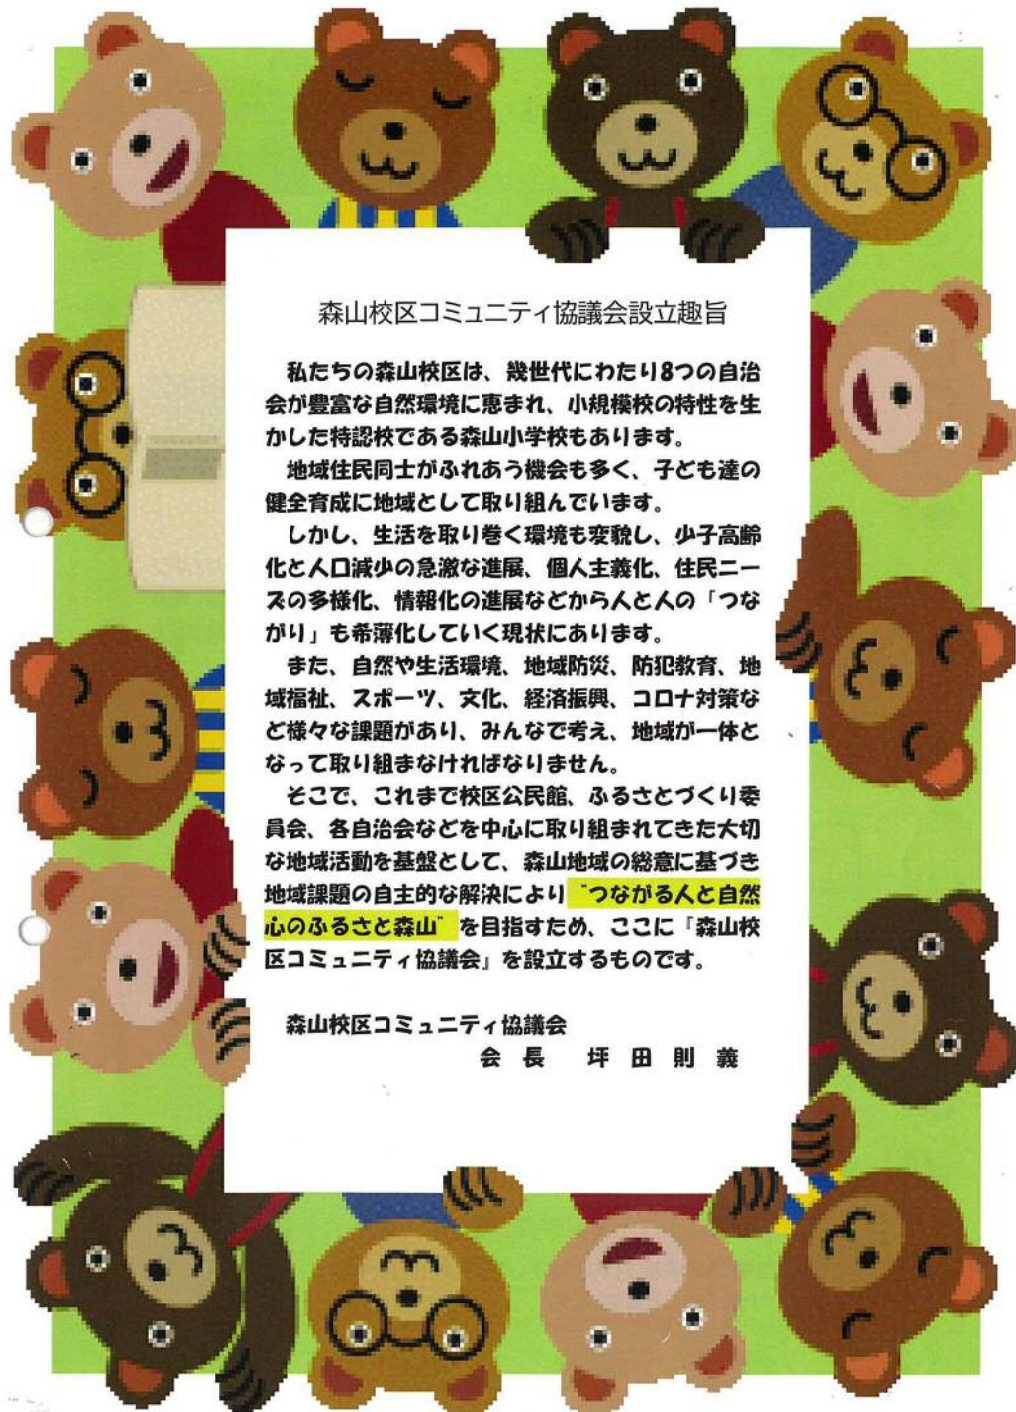 森山校区コミュニティ協議会設立趣旨
私たちの森山校区は、幾世代にわたり8つの自治
会が豊富な自然環境に恵まれ、小規模校の特性を生
かした特認校である森山小学校もあります。
地域住民同士がふれあう機会も多く、子ども達の
健全育成に地域として取り組んでいます。
しかし、生活を取り巻く環境も変貌し、少子高齢
化と人口減少の急激な進展、個人主義化、住民ニー
ズの多様化、情報化の進展などから人と人の「つな
がり」も希薄化していく現状にあります。
また、自然や生活環境、地域防災、防犯教育、地
域福祉、スポーツ、文化、経済振興、コロナ対策な
ど様々な課題があり、みんなで考え、地域が一体と
なって取り組まなければなりません。
そこで、これまで校区公民館、ふるさとづくり委
員会、各自治会などを中心に取り組まれてきた大切
な地域活動を基盤として、森山地域の総意に基づき
地域課題の自主的な解決により“つながる人と自然
心のふるさと森山”を目指すため、ここに「森山校
区コミュニティ協議会」を設立するものです。
森山校区コミュニティ協議会
会長 坪田則義